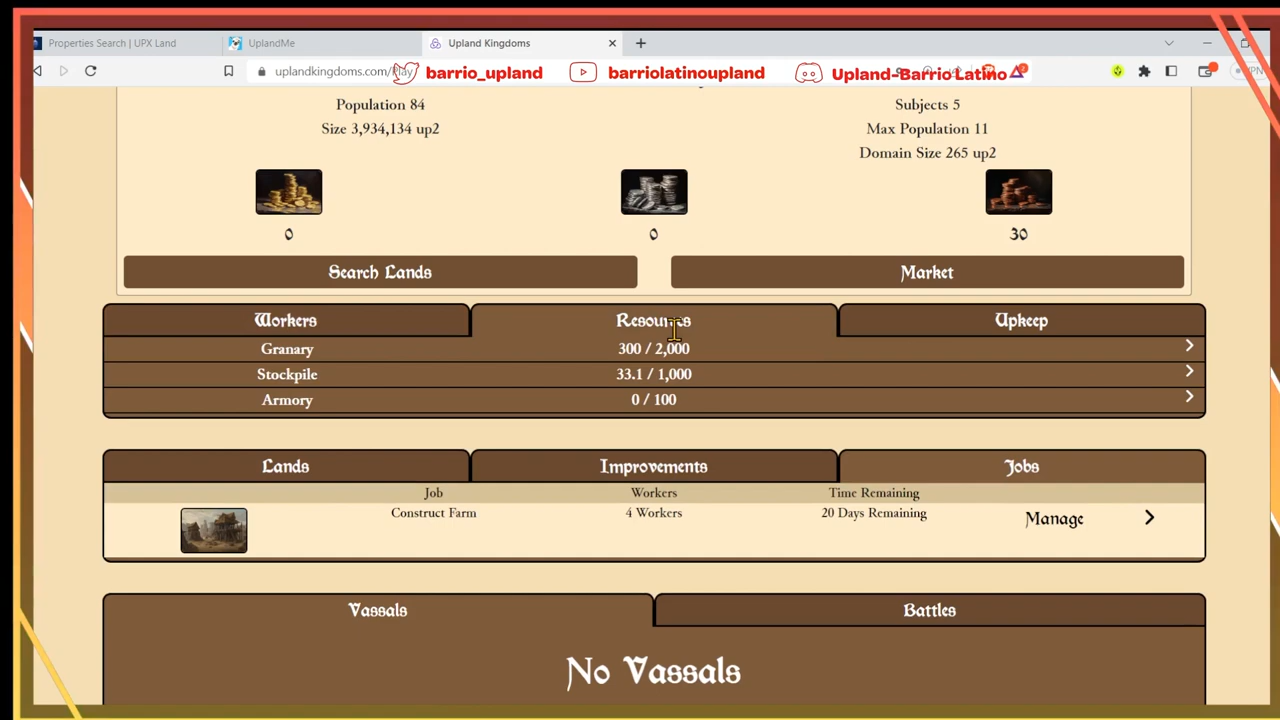 Properties Search | UPX Land
UplandMe
Upland Kingdoms
uplandkingdoms.com/Play
barrio_upland
barriolatinoupland
Upland-Barrio Latino
Population 84
Size 3,934,134 up2
Subjects 5
Max Population 11
Domain Size 265 up2
0
0
30
Search Lands
Market
Workers
Resources
Upkeep
Granary
300 / 2,000
Stockpile
33.1 / 1,000
Armory
0 / 100
Lands
Improvements
Jobs
Job
Workers
Time Remaining
Construct Farm
4 Workers
20 Days Remaining
Manage
Vassals
Battles
No Vassals